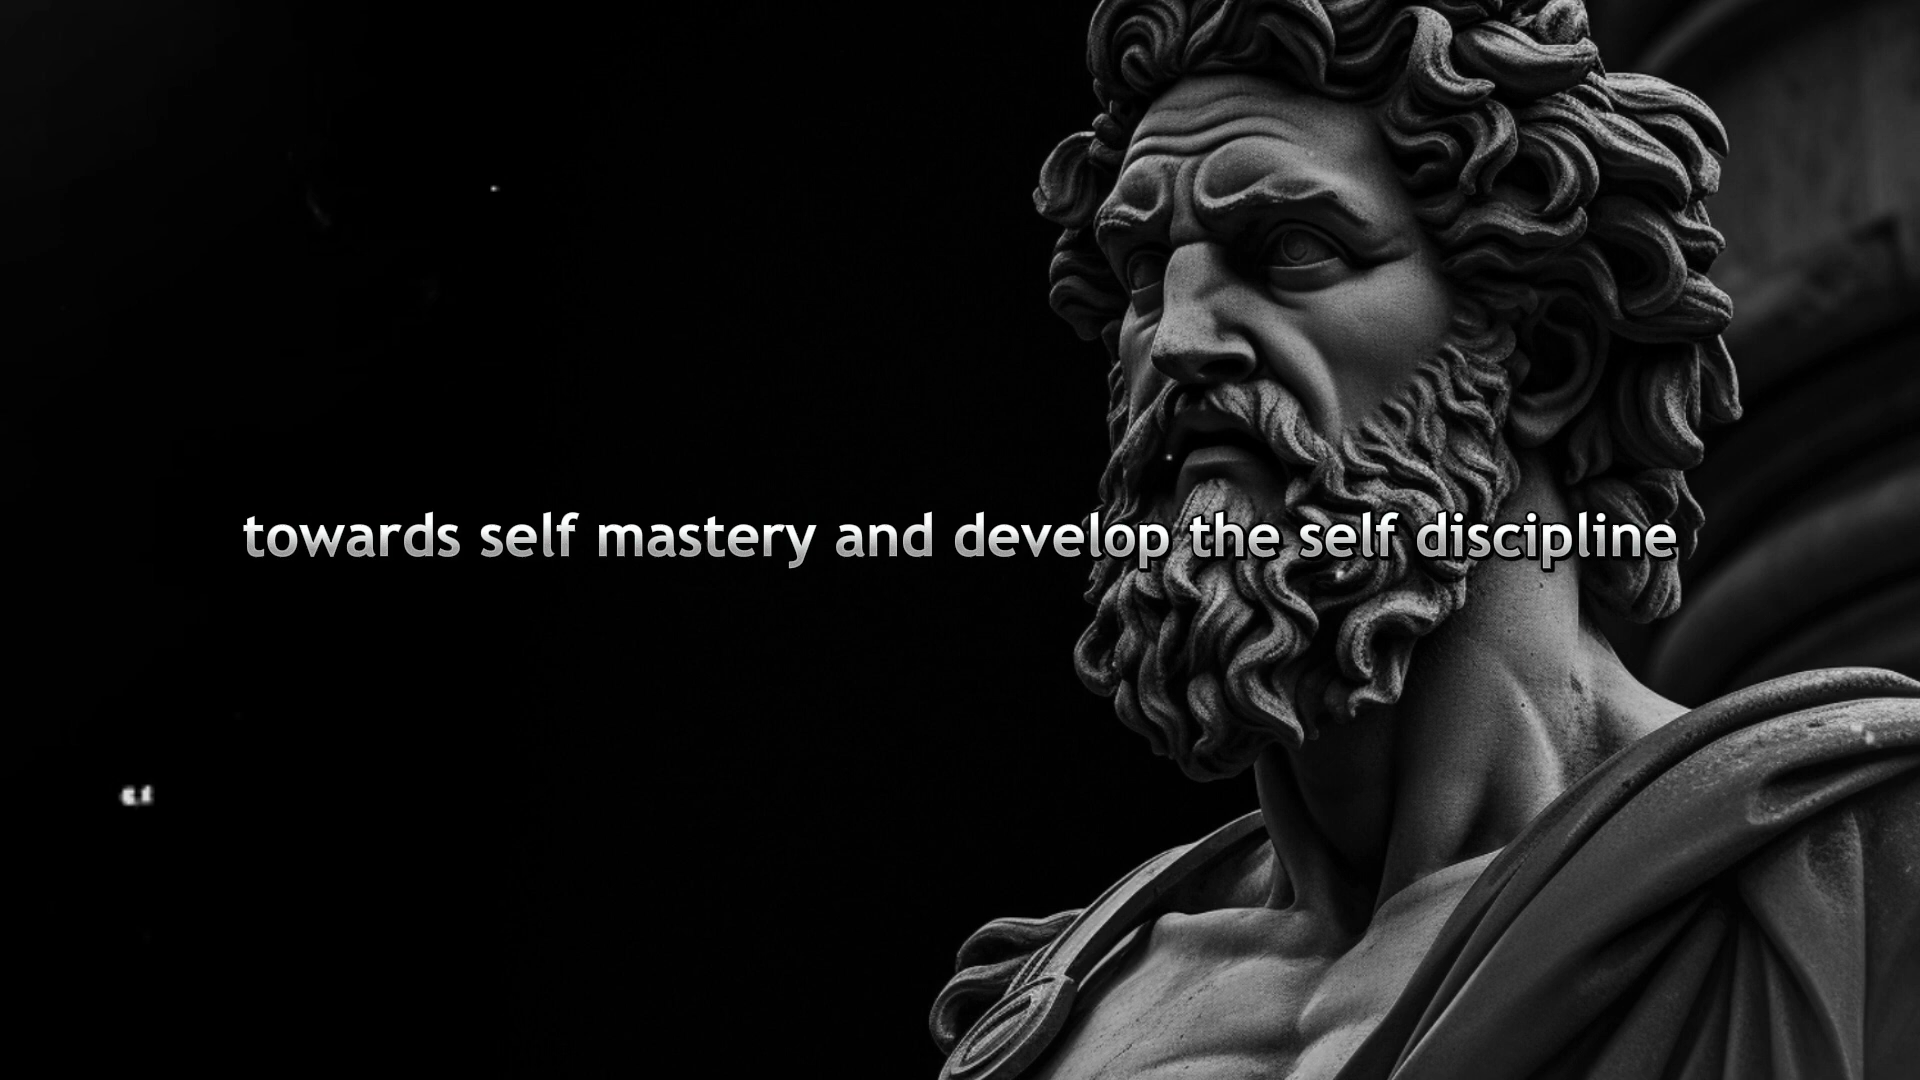 towards self mastery and develop the self discipline